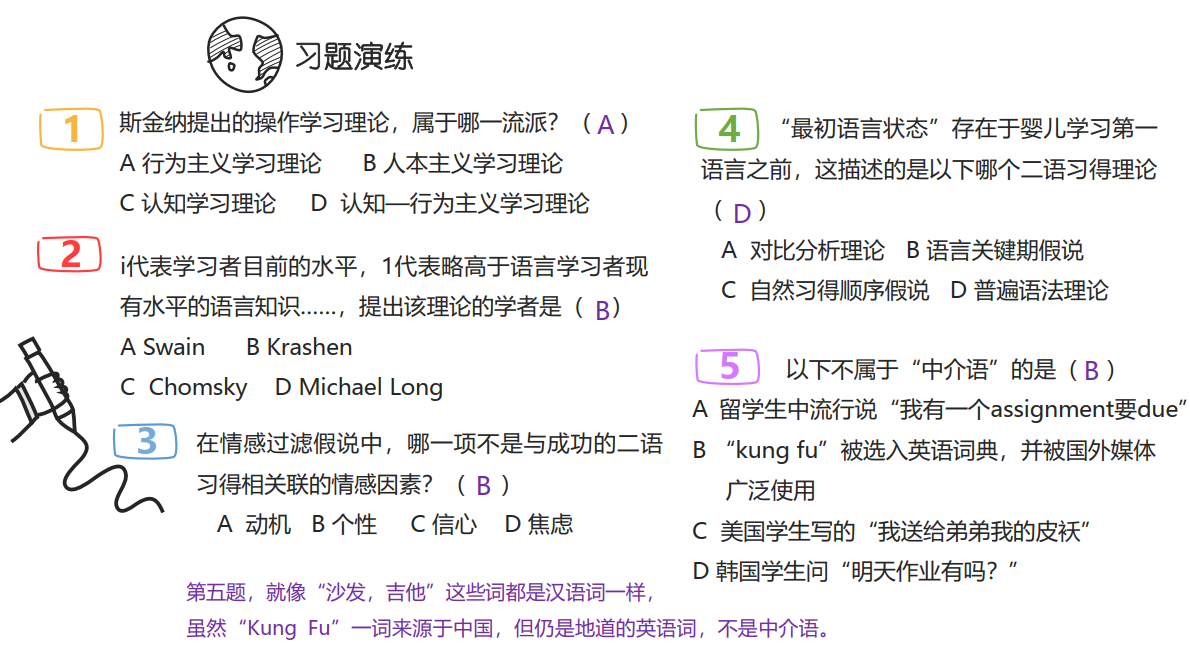 习题演练
1
斯金纳提出的操作学习理论，属于哪一流派？（ A ）
A 行为主义学习理论 B 人本主义学习理论
C 认知学习理论 D 认知—行为主义学习理论
2
i代表学习者目前的水平，1代表略高于语言学习者现
有水平的语言知识……，提出该理论的学者是（ B）
A Swain B Krashen
C Chomsky D Michael Long
3
在情感过滤假说中，哪一项不是与成功的二语
习得相关联的情感因素？（ B ）
A 动机 B 个性 C 信心 D 焦虑
4
“最初语言状态”存在于婴儿学习第一
语言之前，这描述的是以下哪个二语习得理论
（ D ）
A 对比分析理论 B 语言关键期假说
C 自然习得顺序假说 D 普遍语法理论
5
以下不属于“中介语”的是（ B ）
A 留学生中流行说“我有一个assignment要due”
B “kung fu”被选入英语词典，并被国外媒体
广泛使用
C 美国学生写的“我送给弟弟我的皮袄”
D 韩国学生问“明天作业有吗？”
第五题，就像“沙发，吉他”这些词都是汉语词一样，
虽然“Kung Fu”一词来源于中国，但仍是地道的英语词，不是中介语。